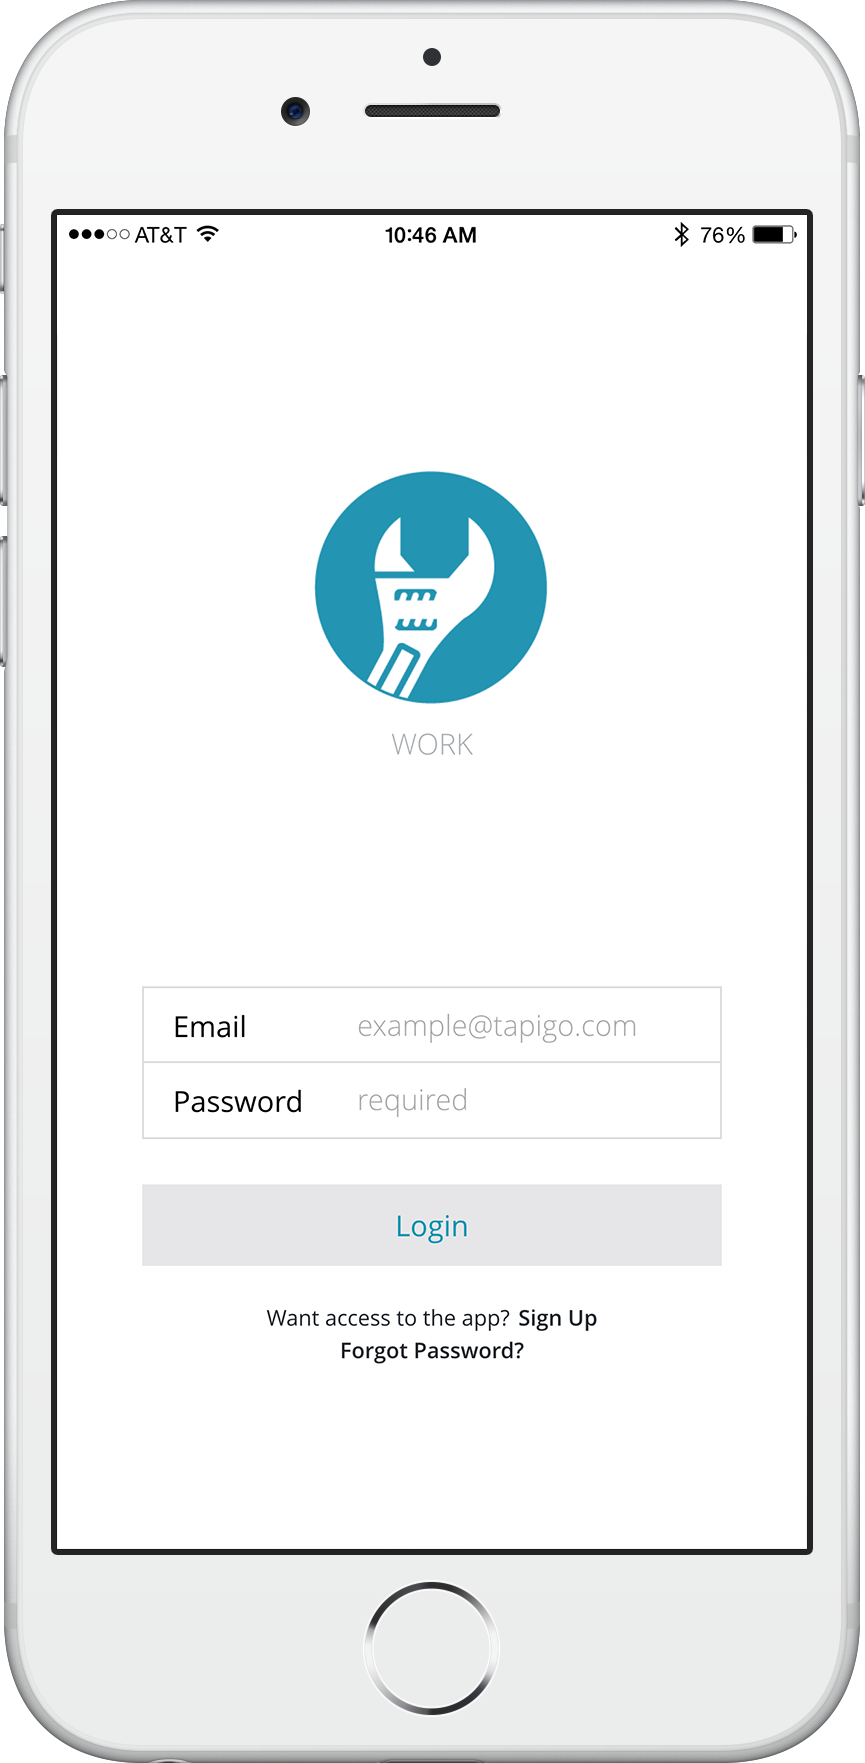 AT&T 10:46 AM 76%
WORK
Email example@tapigo.com
Password required
Login
Want access to the app? Sign Up
Forgot Password?